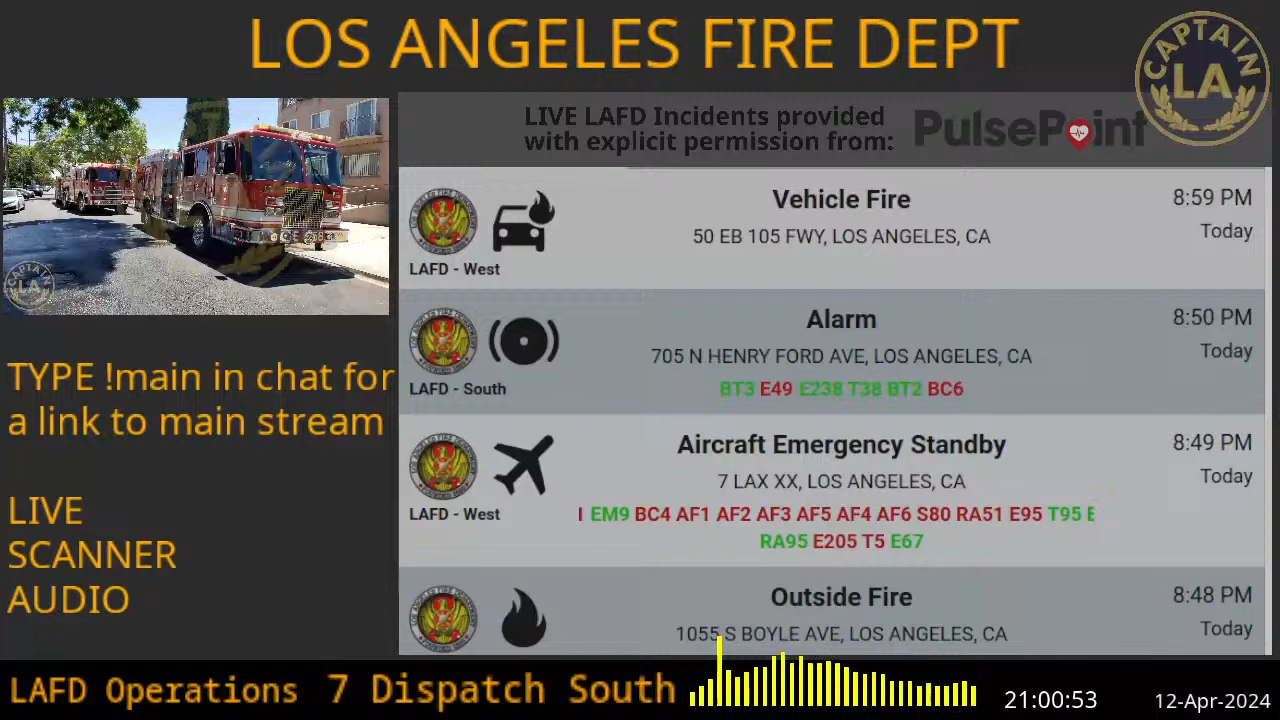 LOS ANGELES FIRE DEPT
CAPTAIN
LA
LIVE LAFD Incidents provided
with explicit permission from:
PulsePoint
Vehicle Fire
8:59 PM
50 EB 105 FWY, LOS ANGELES, CA
Today
LAFD - West
Alarm
8:50 PM
705 N HENRY FORD AVE, LOS ANGELES, CA
Today
LAFD - South
BT3 E49 E238 T38 BT2 BC6
Aircraft Emergency Standby
8:49 PM
7 LAX XX, LOS ANGELES, CA
Today
LAFD - West
EM9 BC4 AF1 AF2 AF3 AF5 AF4 AF6 S80 RA51 E95 T95
RA95 E205 T5 E67
Outside Fire
8:48 PM
1055 S BOYLE AVE, LOS ANGELES, CA
Today
CAPTAIN
LA
TYPE !main in chat for
a link to main stream
LIVE
SCANNER
AUDIO
LAFD Operations 7 Dispatch South
21:00:53
12-Apr-2024